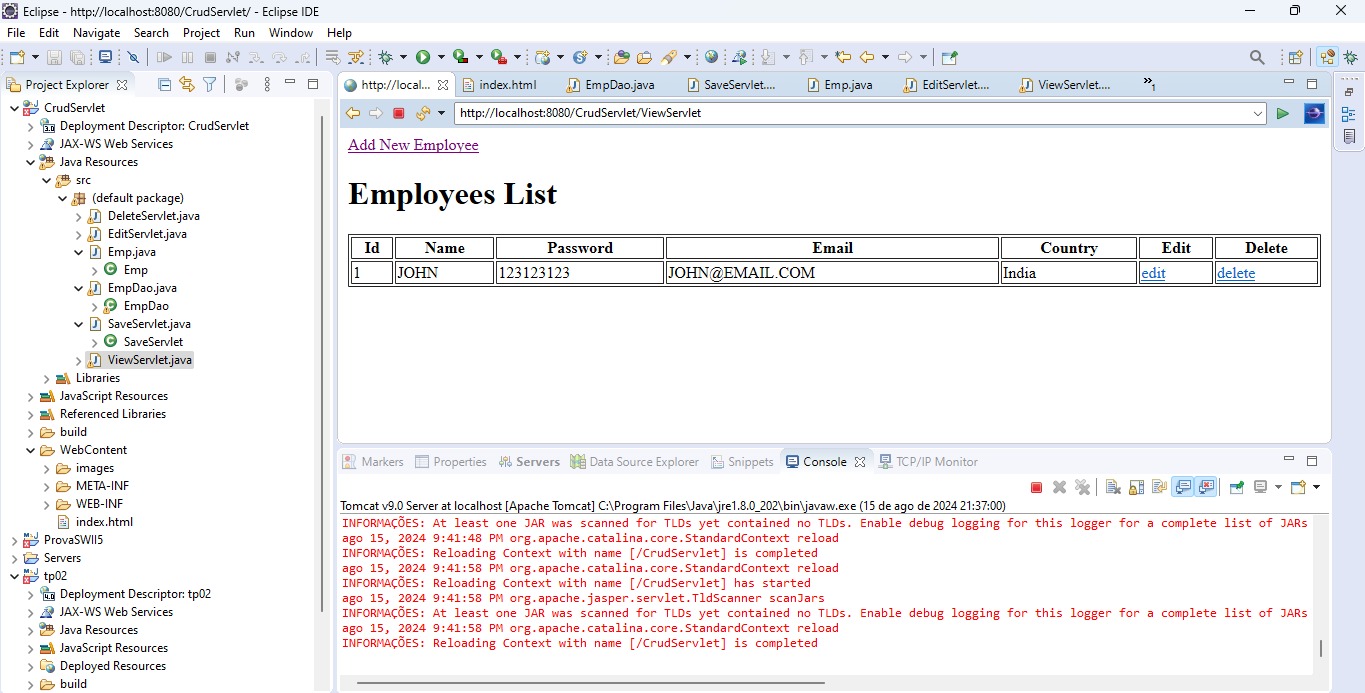 Eclipse - http://localhost:8080/CrudServlet/ - Eclipse IDE
File Edit Navigate Search Project Run Window Help
Project Explorer
CrudServlet
Deployment Descriptor: CrudServlet
JAX-WS Web Services
Java Resources
src
(default package)
DeleteServlet.java
EditServlet.java
Emp.java
Emp
EmpDao.java
EmpDao
SaveServlet.java
SaveServlet
ViewServlet.java
Libraries
JavaScript Resources
Referenced Libraries
build
WebContent
images
META-INF
WEB-INF
index.html
ProvaSWII5
Servers
tp02
Deployment Descriptor: tp02
JAX-WS Web Services
Java Resources
JavaScript Resources
Deployed Resources
build
http://local... index.html EmpDao.java SaveServlet.... Emp.java EditServlet.... ViewServlet.... »1
http://localhost:8080/CrudServlet/ViewServlet
Add New Employee
Employees List
Id Name Password Email Country Edit Delete
1 JOHN 123123123 JOHN@EMAIL.COM India edit delete
Markers Properties Servers Data Source Explorer Snippets Console TCP/IP Monitor
Tomcat v9.0 Server at localhost [Apache Tomcat] C:\Program Files\Java\jre1.8.0_202\bin\javaw.exe (15 de ago de 2024 21:37:00)
INFORMAÇÕES: At least one JAR was scanned for TLDs yet contained no TLDs. Enable debug logging for this logger for a complete list of JARs
ago 15, 2024 9:41:48 PM org.apache.catalina.core.StandardContext reload
INFORMAÇÕES: Reloading Context with name [/CrudServlet] is completed
ago 15, 2024 9:41:58 PM org.apache.catalina.core.StandardContext reload
INFORMAÇÕES: Reloading Context with name [/CrudServlet] has started
ago 15, 2024 9:41:58 PM org.apache.jasper.servlet.TldScanner scanJars
INFORMAÇÕES: At least one JAR was scanned for TLDs yet contained no TLDs. Enable debug logging for this logger for a complete list of JARs
ago 15, 2024 9:41:58 PM org.apache.catalina.core.StandardContext reload
INFORMAÇÕES: Reloading Context with name [/CrudServlet] is completed